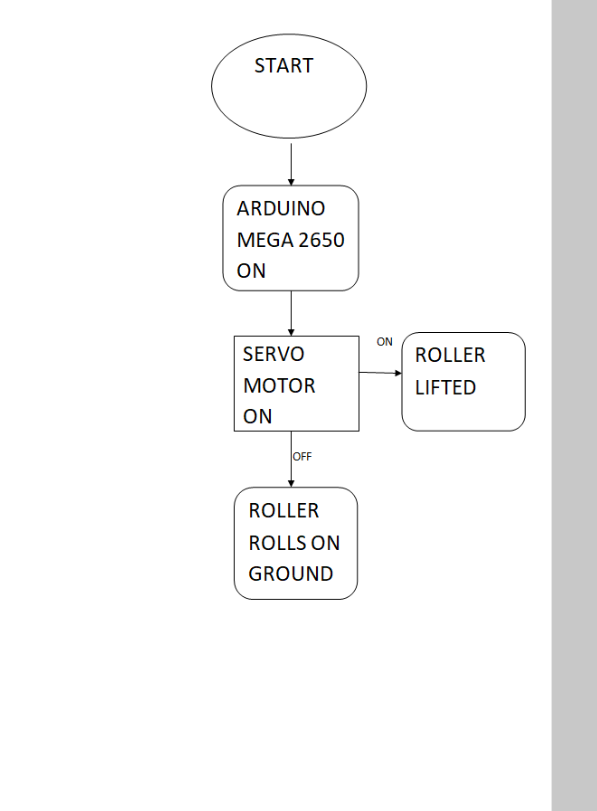 START
ARDUINO
MEGA 2650
ON
SERVO
MOTOR
ON
ON
ROLLER
LIFTED
OFF
ROLLER
ROLLS ON
GROUND